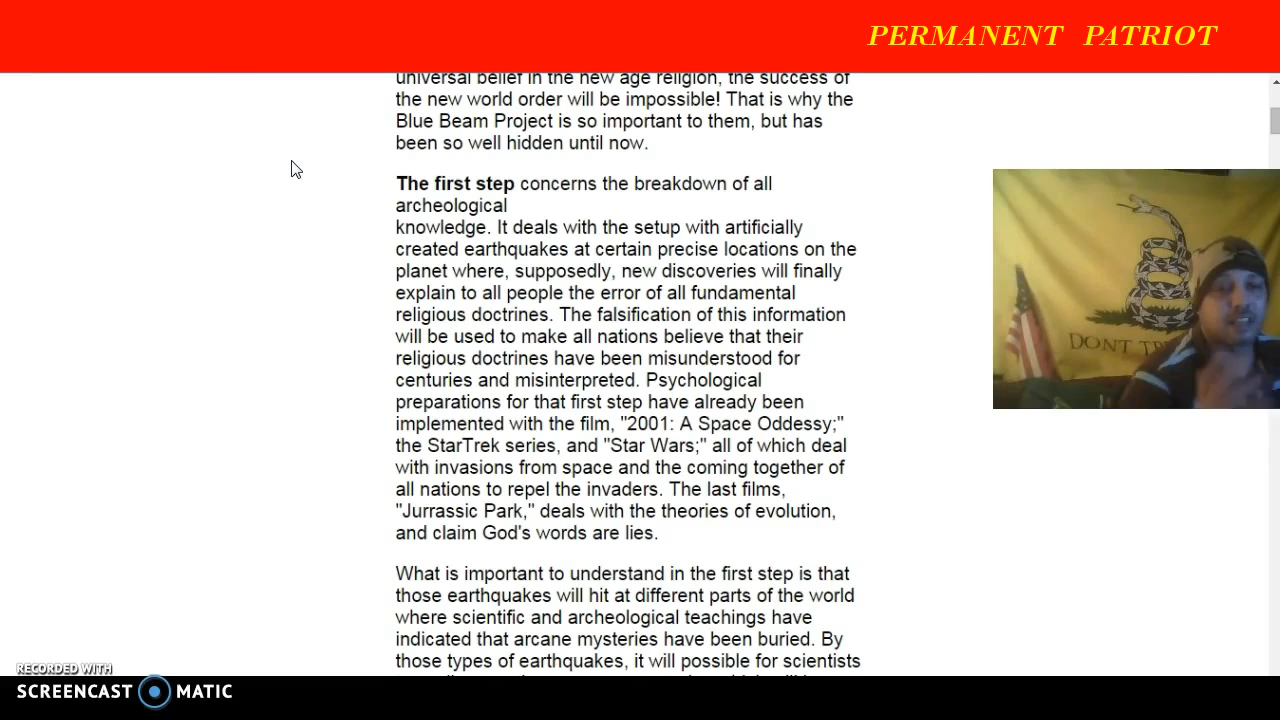 PERMANENT PATRIOT
universal belief in the new age religion, the success of
the new world order will be impossible! That is why the
Blue Beam Project is so important to them, but has
been so well hidden until now.
The first step concerns the breakdown of all
archeological
knowledge. It deals with the setup with artificially
created earthquakes at certain precise locations on the
planet where, supposedly, new discoveries will finally
explain to all people the error of all fundamental
religious doctrines. The falsification of this information
will be used to make all nations believe that their
religious doctrines have been misunderstood for
centuries and misinterpreted. Psychological
preparations for that first step have already been
implemented with the film, "2001: A Space Oddessy;"
the StarTrek series, and "Star Wars;" all of which deal
with invasions from space and the coming together of
all nations to repel the invaders. The last films,
"Jurrassic Park," deals with the theories of evolution,
and claim God's words are lies.
What is important to understand in the first step is that
those earthquakes will hit at different parts of the world
where scientific and archeological teachings have
indicated that arcane mysteries have been buried. By
those types of earthquakes, it will possible for scientists
DONT TR
RECORDED WITH
SCREENCAST MATIC